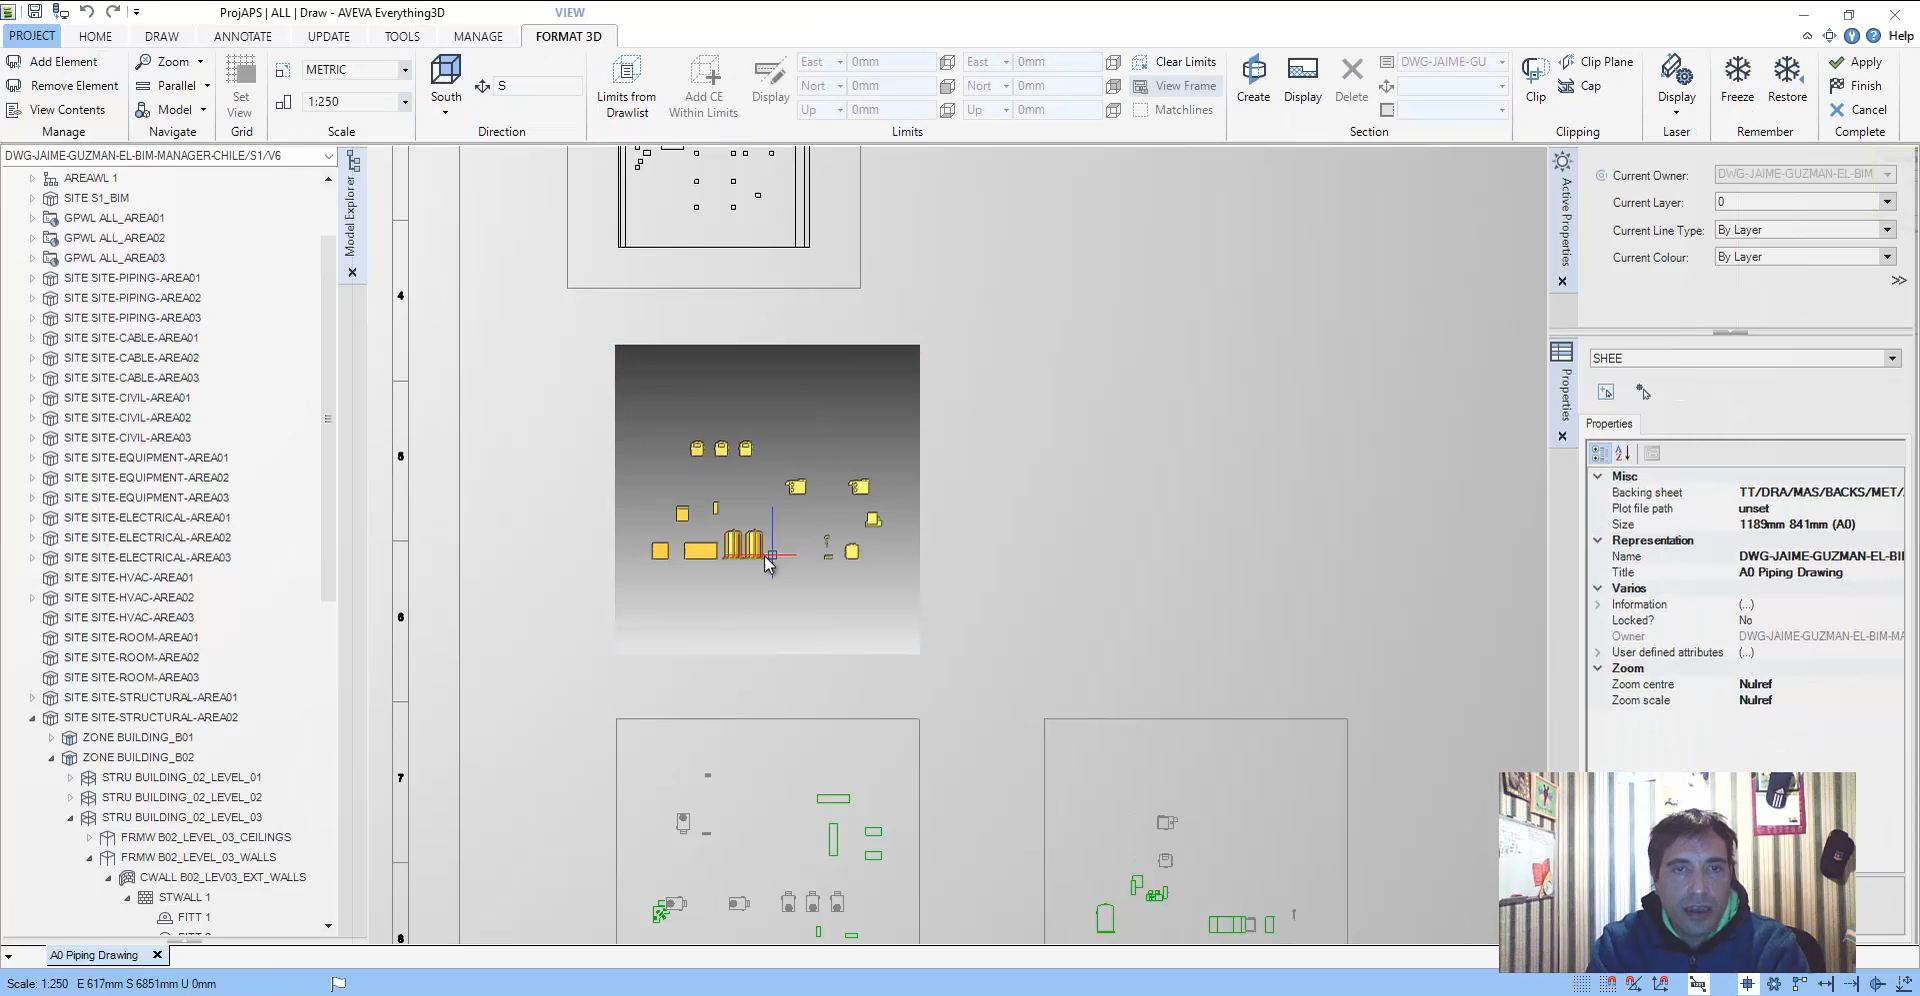 ProjAPS | ALL | Draw - AVEVA Everything3D
VIEW
PROJECT HOME DRAW ANNOTATE UPDATE TOOLS MANAGE FORMAT 3D Help
Add Element
Remove Element
View Contents
Manage
Zoom
Parallel
Model
Navigate
Set View
Grid
METRIC
1:250
Scale
South
S
Direction
Limits from Drawlist
Add CE Within Limits
Display
East 0mm East 0mm
Nort 0mm Nort 0mm
Up 0mm Up 0mm
Clear Limits
View Frame
Matchlines
Limits
Create
Display
Delete
DWG-JAIME-GU
Section
Clip
Clip Plane
Cap
Clipping
Display
Laser
Freeze
Restore
Remember
Apply
Finish
Cancel
Complete
DWG-JAIME-GUZMAN-EL-BIM-MANAGER-CHILE/S1/V6
AREAWL 1
SITE S1_BIM
GPWL ALL_AREA01
GPWL ALL_AREA02
GPWL ALL_AREA03
SITE SITE-PIPING-AREA01
SITE SITE-PIPING-AREA02
SITE SITE-PIPING-AREA03
SITE SITE-CABLE-AREA01
SITE SITE-CABLE-AREA02
SITE SITE-CABLE-AREA03
SITE SITE-CIVIL-AREA01
SITE SITE-CIVIL-AREA02
SITE SITE-CIVIL-AREA03
SITE SITE-EQUIPMENT-AREA01
SITE SITE-EQUIPMENT-AREA02
SITE SITE-EQUIPMENT-AREA03
SITE SITE-ELECTRICAL-AREA01
SITE SITE-ELECTRICAL-AREA02
SITE SITE-ELECTRICAL-AREA03
SITE SITE-HVAC-AREA01
SITE SITE-HVAC-AREA02
SITE SITE-HVAC-AREA03
SITE SITE-ROOM-AREA01
SITE SITE-ROOM-AREA02
SITE SITE-ROOM-AREA03
SITE SITE-STRUCTURAL-AREA01
SITE SITE-STRUCTURAL-AREA02
ZONE BUILDING_B01
ZONE BUILDING_B02
STRU BUILDING_02_LEVEL_01
STRU BUILDING_02_LEVEL_02
STRU BUILDING_02_LEVEL_03
FRMW B02_LEVEL_03_CEILINGS
FRMW B02_LEVEL_03_WALLS
CWALL B02_LEV03_EXT_WALLS
STWALL 1
FITT 1
Model Explorer
4
5
6
7
8
Active Properties
Current Owner: DWG-JAIME-GUZMAN-EL-BIM
Current Layer: 0
Current Line Type: By Layer
Current Colour: By Layer
Properties
SHEE
Properties
Misc
Backing sheet TT/DRA/MAS/BACKS/MET/
Plot file path unset
Size 1189mm 841mm (A0)
Representation
Name DWG-JAIME-GUZMAN-EL-BI
Title A0 Piping Drawing
Varios
Information (...)
Locked? No
Owner DWG-JAIME-GUZMAN-EL-BIM-MA
User defined attributes (...)
Zoom
Zoom centre Nulref
Zoom scale Nulref
A0 Piping Drawing
Scale: 1:250 E 617mm S 6851mm U 0mm